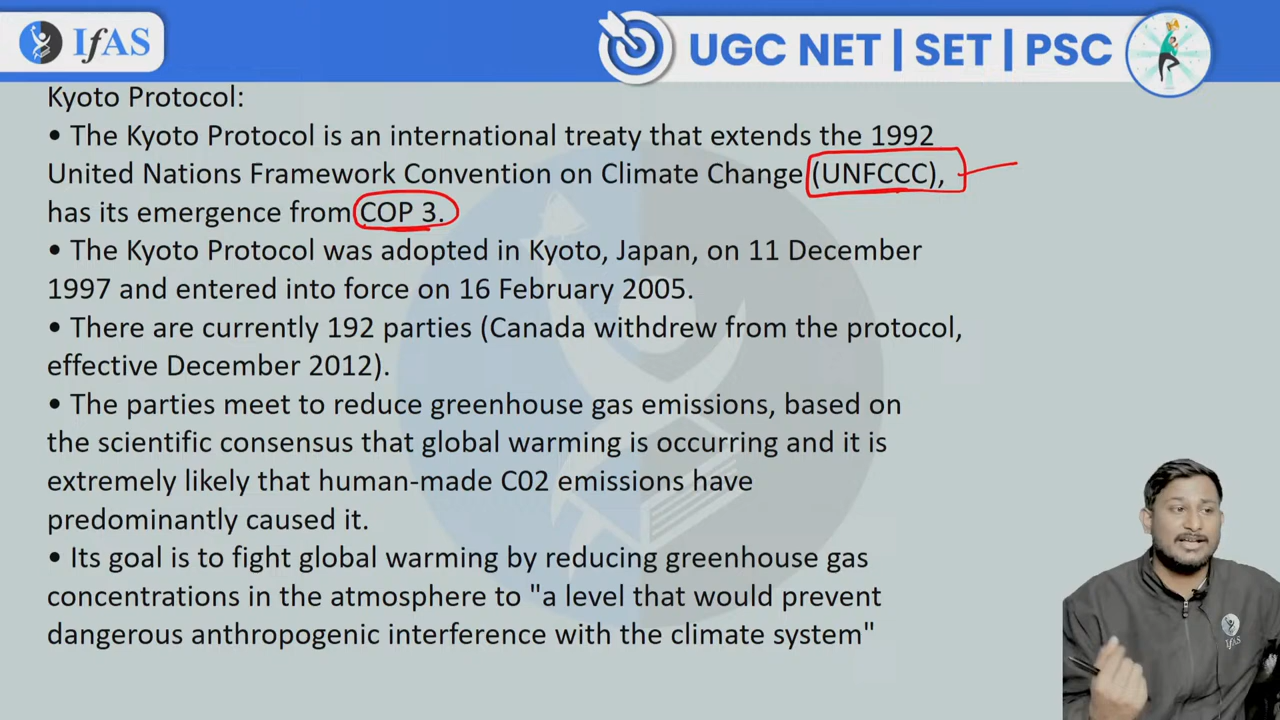 IfAS
UGC NET | SET | PSC
Kyoto Protocol:
• The Kyoto Protocol is an international treaty that extends the 1992
United Nations Framework Convention on Climate Change (UNFCCC),
has its emergence from COP 3.
• The Kyoto Protocol was adopted in Kyoto, Japan, on 11 December
1997 and entered into force on 16 February 2005.
• There are currently 192 parties (Canada withdrew from the protocol,
effective December 2012).
• The parties meet to reduce greenhouse gas emissions, based on
the scientific consensus that global warming is occurring and it is
extremely likely that human-made C02 emissions have
predominantly caused it.
• Its goal is to fight global warming by reducing greenhouse gas
concentrations in the atmosphere to "a level that would prevent
dangerous anthropogenic interference with the climate system"
IfAS